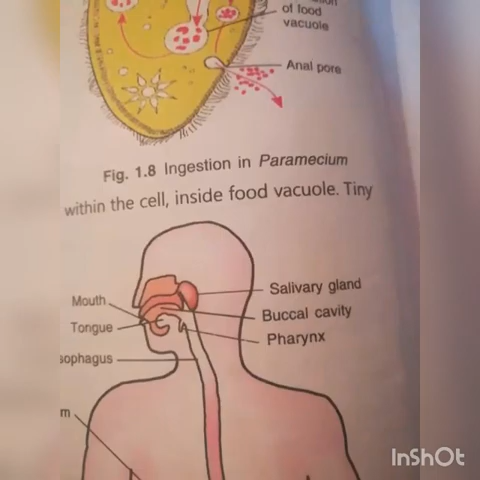 of food
vacuole
Anal pore
Fig. 1.8 Ingestion in Paramecium
within the cell, inside food vacuole. Tiny
Salivary gland
Mouth
Buccal cavity
Tongue
Pharynx
sophagus
m
InShOt